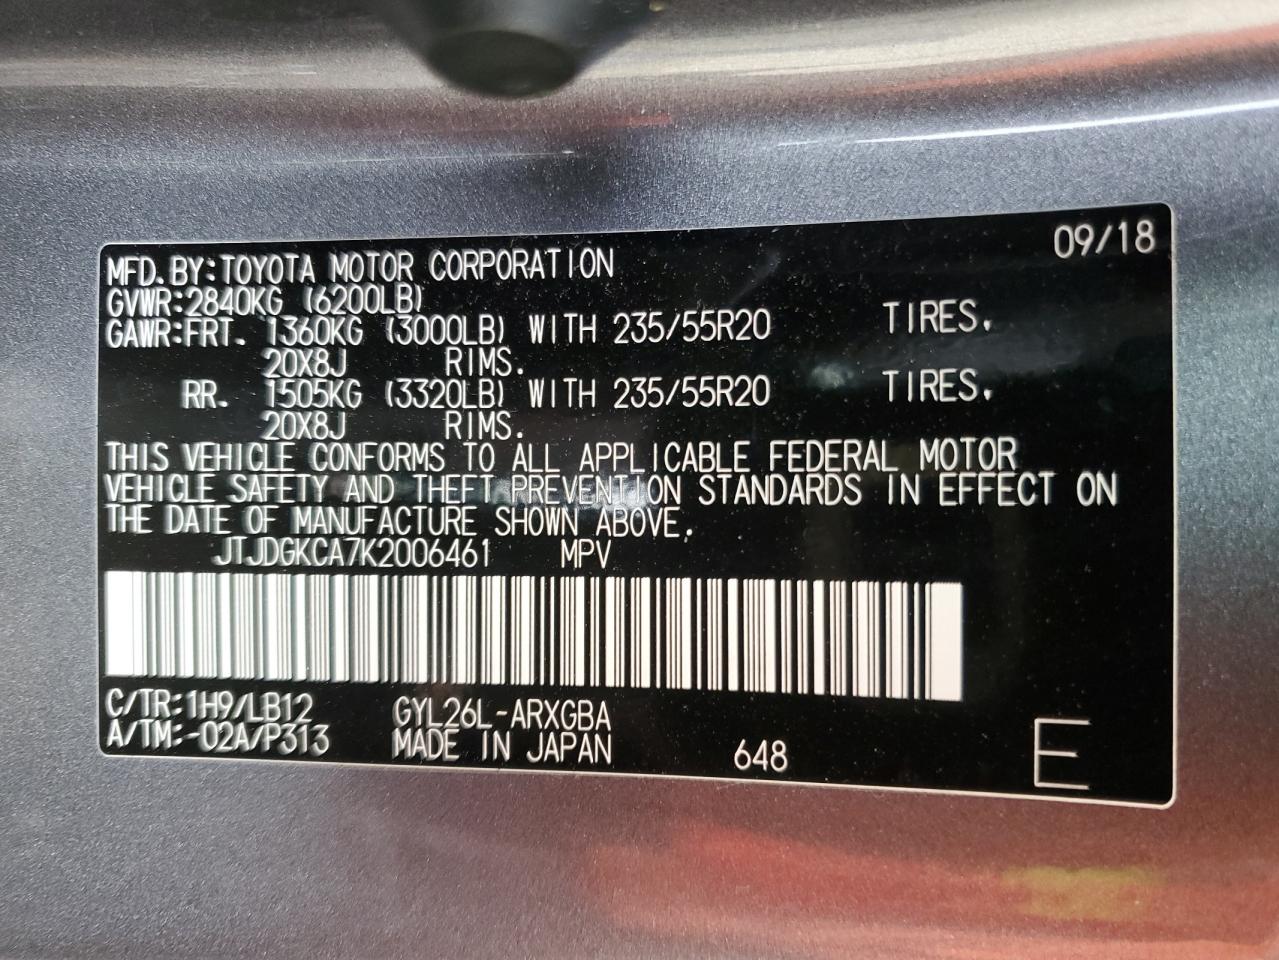 09/18
MFD.BY:TOYOTA MOTOR CORPORATION
GVWR:2840KG (6200LB)
GAWR:FRT. 1360KG (3000LB) WITH 235/55R20 TIRES.
20X8J RIMS.
RR. 1505KG (3320LB) WITH 235/55R20 TIRES.
20X8J RIMS.
THIS VEHICLE CONFORMS TO ALL APPLICABLE FEDERAL MOTOR
VEHICLE SAFETY AND THEFT PREVENTION STANDARDS IN EFFECT ON
THE DATE OF MANUFACTURE SHOWN ABOVE.
JTJDGKCA7K2006461 MPV
C/TR:1H9/LB12 GYL26L-ARXGBA
A/TM:-02A/P313 MADE IN JAPAN 648
E